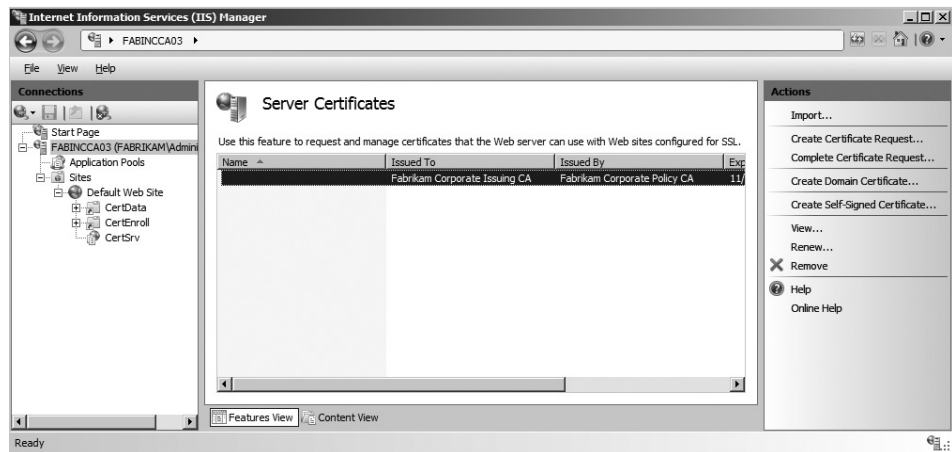 Internet Information Services (IIS) Manager
FABINCCA03
File View Help
Connections
Start Page
FABINCCA03 (FABRIKAM\Admini
Application Pools
Sites
Default Web Site
CertData
CertEnroll
CertSrv
Server Certificates
Use this feature to request and manage certificates that the Web server can use with Web sites configured for SSL.
Name Issued To Issued By Exp
Fabrikam Corporate Issuing CA Fabrikam Corporate Policy CA 11/
Features View Content View
Actions
Import...
Create Certificate Request...
Complete Certificate Request...
Create Domain Certificate...
Create Self-Signed Certificate...
View...
Renew...
Remove
Help
Online Help
Ready